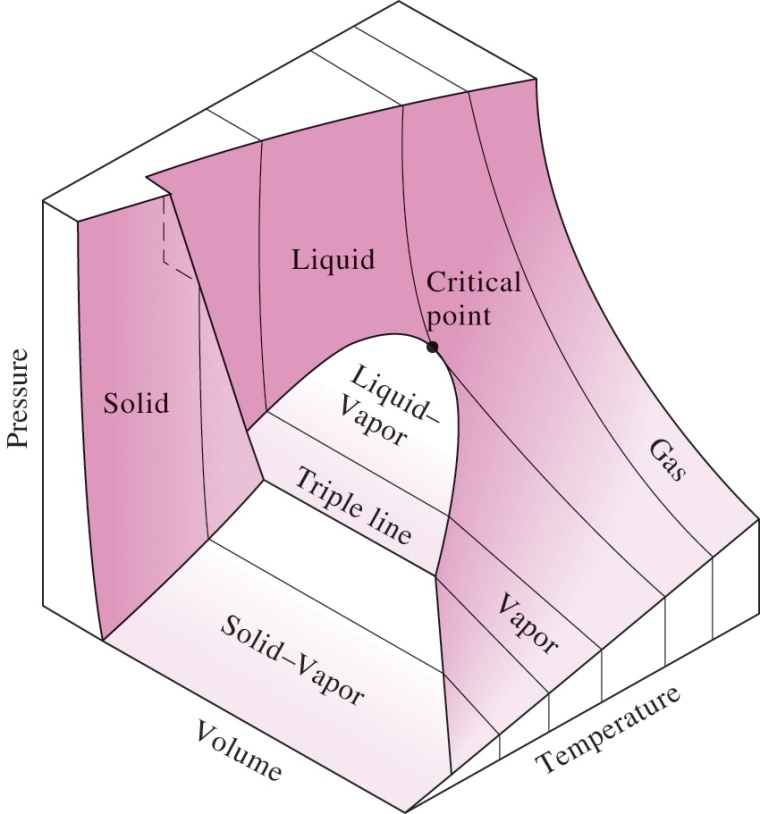 Liquid
Critical
point
Pressure
Solid
Liquid–
Vapor
Gas
Triple line
Vapor
Solid–Vapor
Volume
Temperature